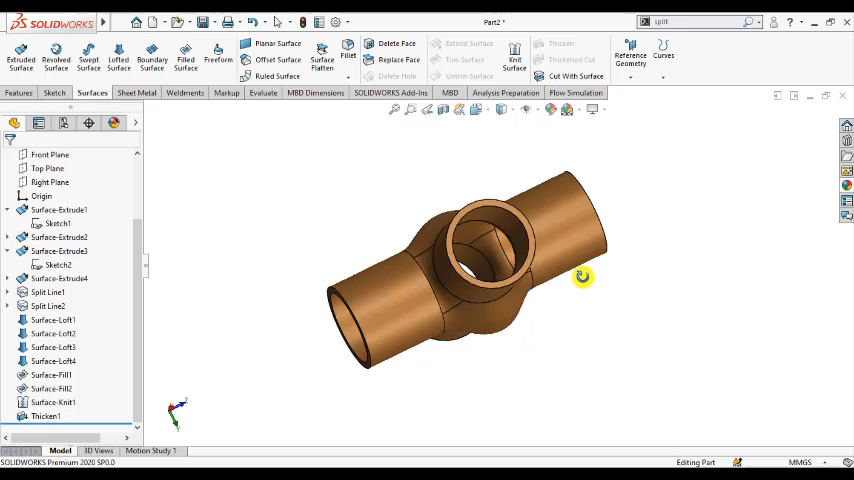 SOLIDWORKS
Part2 *
split
Extruded Surface
Revolved Surface
Swept Surface
Lofted Surface
Boundary Surface
Filled Surface
Freeform
Planar Surface
Offset Surface
Ruled Surface
Surface Flatten
Fillet
Delete Face
Replace Face
Delete Hole
Extend Surface
Trim Surface
Untrim Surface
Knit Surface
Thicken
Thickened Cut
Cut With Surface
Reference Geometry
Curves
Features Sketch Surfaces Sheet Metal Weldments Markup Evaluate MBD Dimensions SOLIDWORKS Add-Ins MBD Analysis Preparation Flow Simulation
Front Plane
Top Plane
Right Plane
Origin
Surface-Extrude1
Sketch1
Surface-Extrude2
Surface-Extrude3
Sketch2
Surface-Extrude4
Split Line1
Split Line2
Surface-Loft1
Surface-Loft2
Surface-Loft3
Surface-Loft4
Surface-Fill1
Surface-Fill2
Surface-Knit1
Thicken1
Model 3D Views Motion Study 1
SOLIDWORKS Premium 2020 SP0.0 Editing Part MMGS